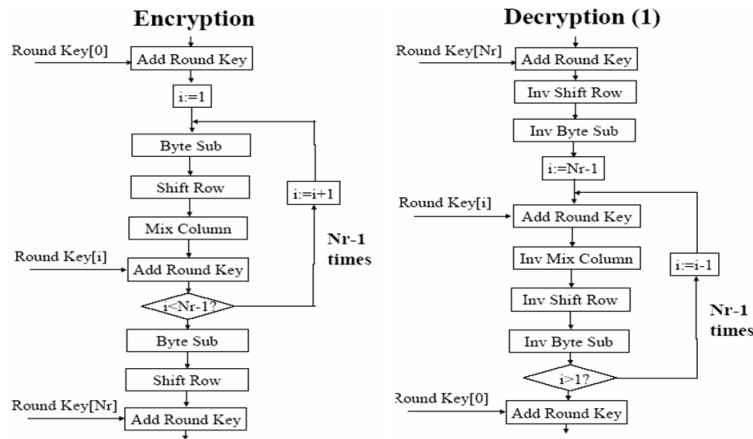 Encryption
Round Key[0]
Add Round Key
i:=1
Byte Sub
Shift Row
i:=i+1
Mix Column
Nr-1
times
Round Key[i]
Add Round Key
i<Nr-1?
Byte Sub
Shift Row
Round Key[Nr]
Add Round Key
Decryption (1)
Round Key[Nr]
Add Round Key
Inv Shift Row
Inv Byte Sub
i:=Nr-1
Round Key[i]
Add Round Key
Inv Mix Column
i:=i-1
Inv Shift Row
Nr-1
times
Inv Byte Sub
i>1?
Round Key[0]
Add Round Key